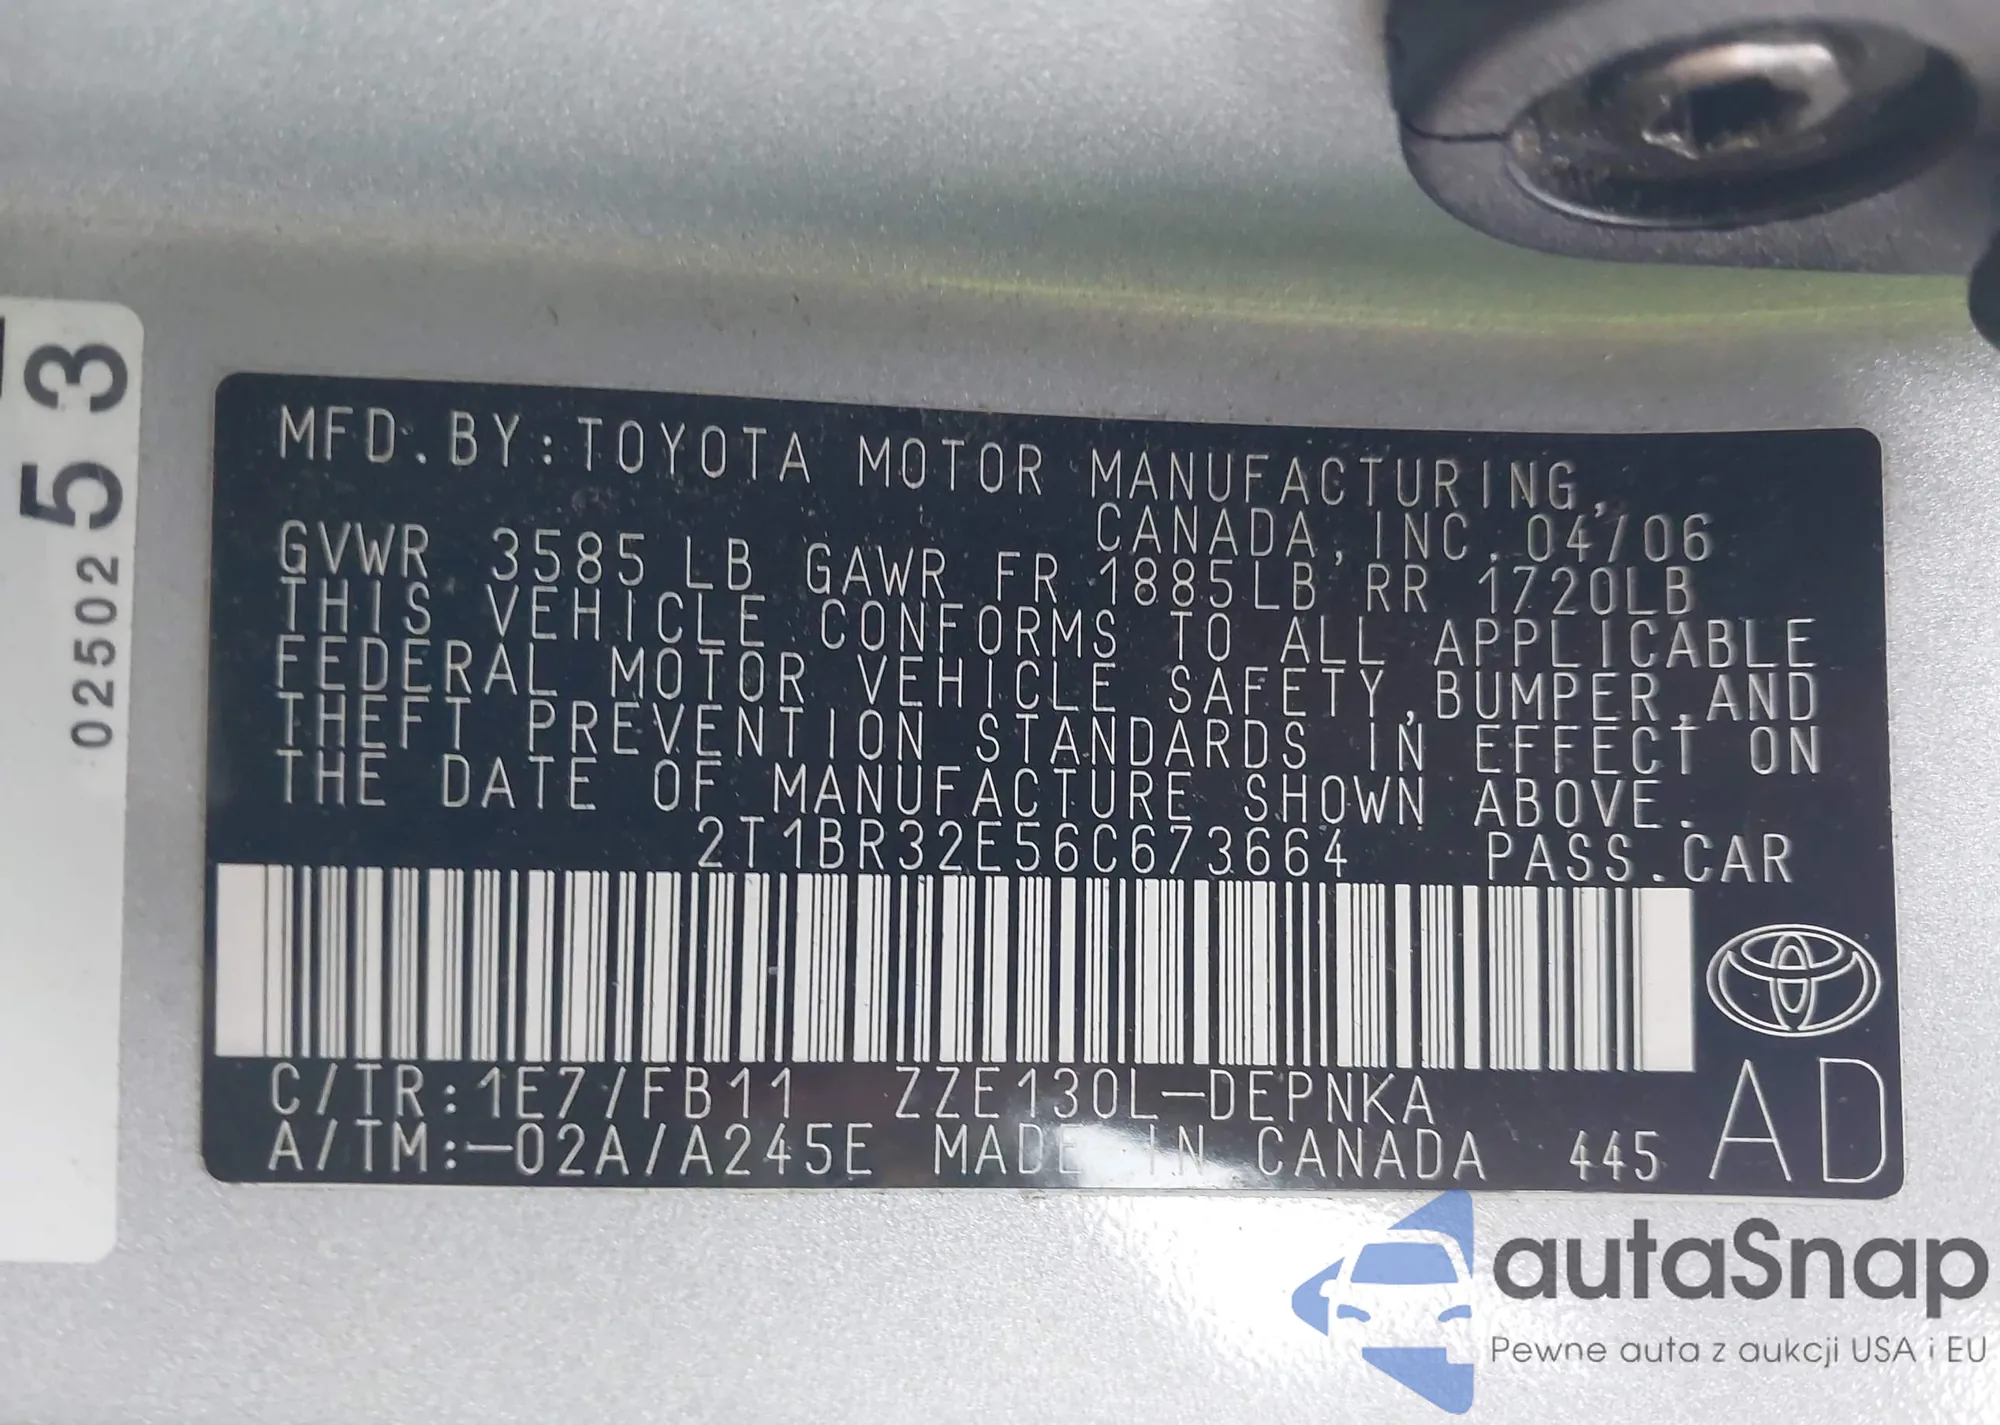 53
02502
MFD. BY: TOYOTA MOTOR MANUFACTURING,
CANADA, INC. 04/06
GVWR 3585 LB GAWR FR 1885LB RR 1720LB
THIS VEHICLE CONFORMS TO ALL APPLICABLE
FEDERAL MOTOR VEHICLE SAFETY, BUMPER, AND
THEFT PREVENTION STANDARDS IN EFFECT ON
THE DATE OF MANUFACTURE SHOWN ABOVE.
2T1BR32E56C673664 PASS. CAR
C/TR: 1E7/FB11 ZZE130L-DEPNKA
A/TM: -02A/A245E MADE IN CANADA 445 AD
autaSnap
Pewne auta z aukcji USA i EU